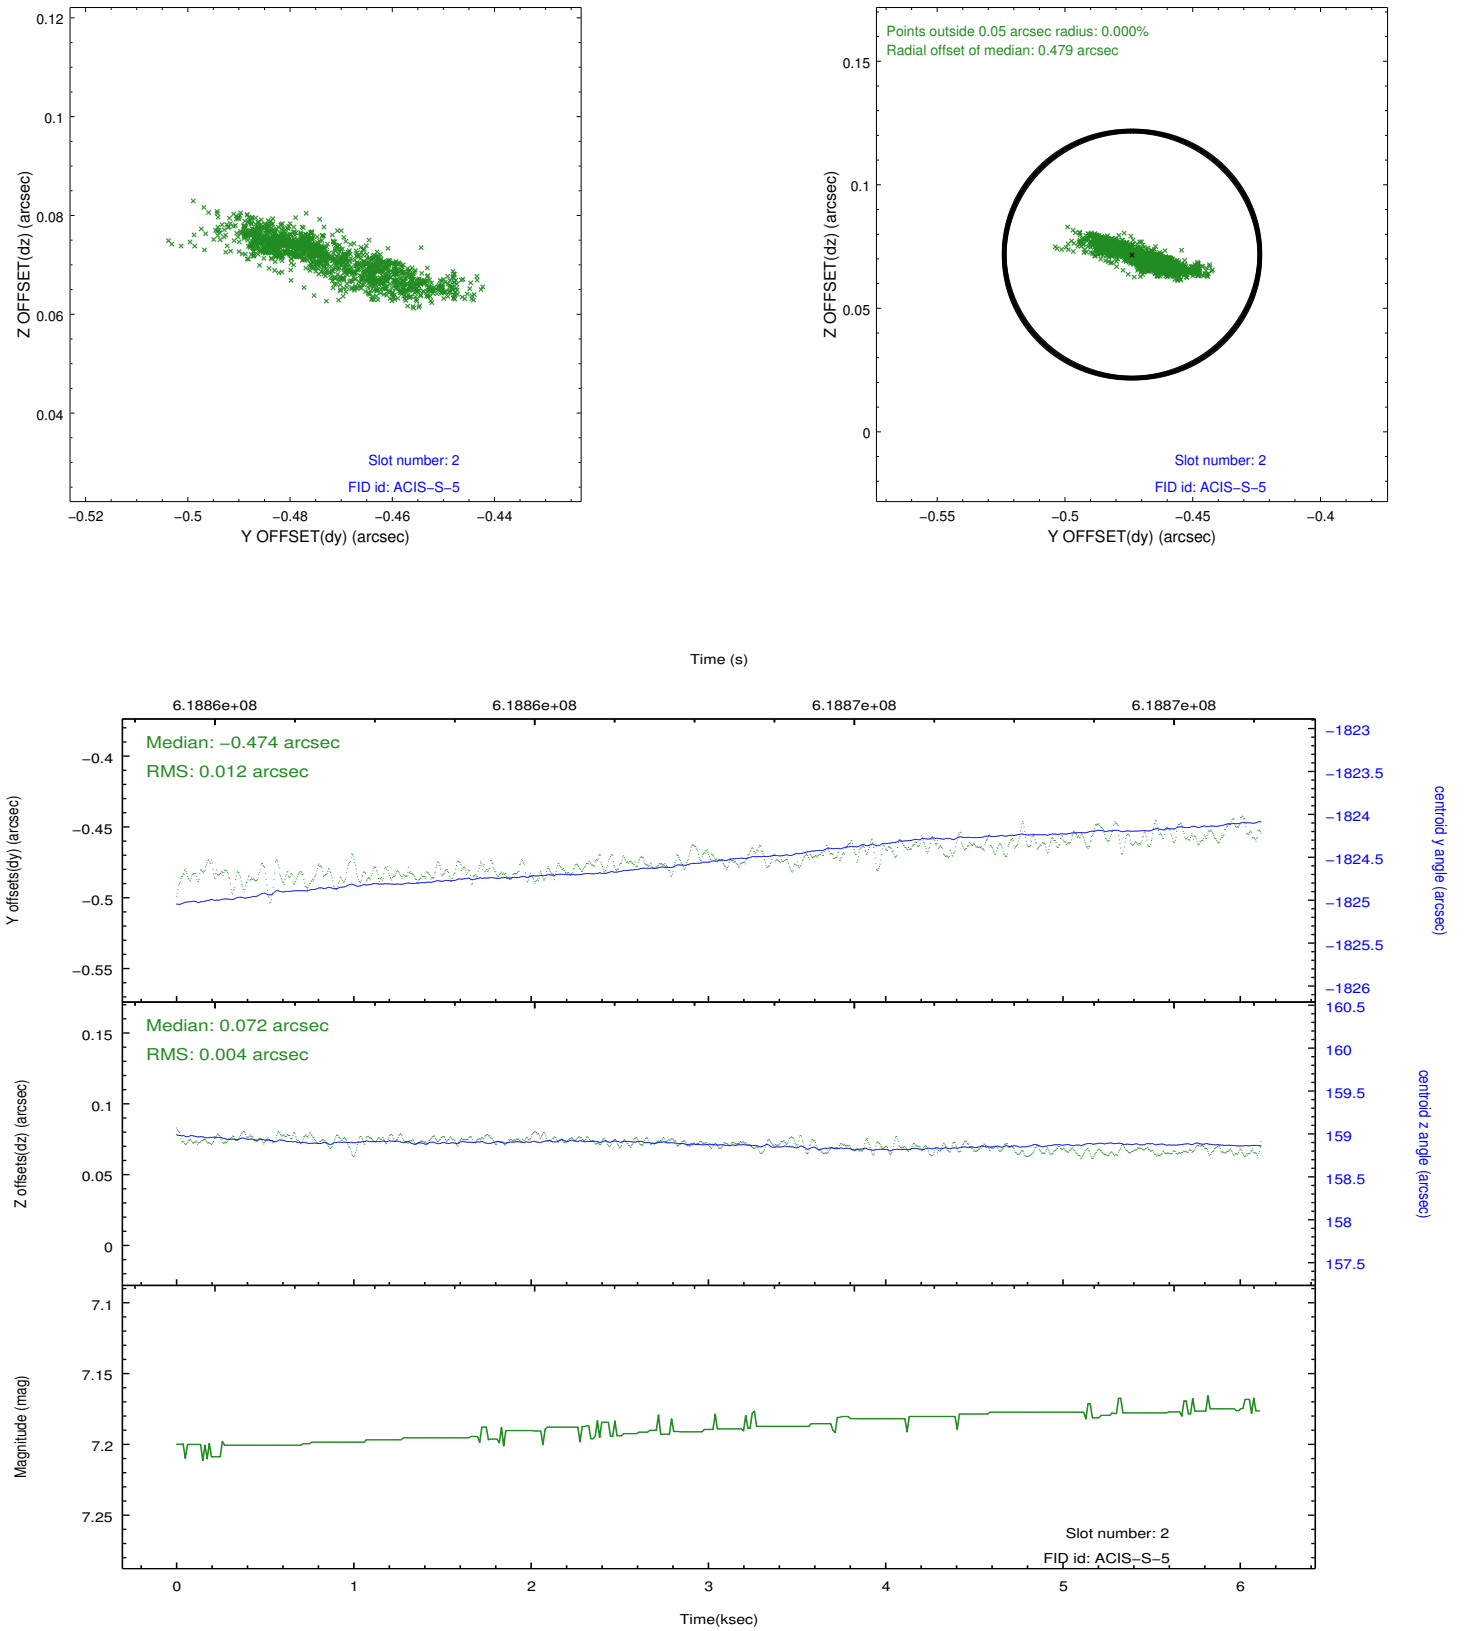 0.12
0.1
0.08
0.06
0.04
Z OFFSET(dz) (arcsec)
Slot number: 2
FID id: ACIS−S−5
−0.52
−0.5
−0.48
−0.46
−0.44
Y OFFSET(dy) (arcsec)
Points outside 0.05 arcsec radius: 0.000%
Radial offset of median: 0.479 arcsec
0.15
0.1
0.05
0
Z OFFSET(dz) (arcsec)
Slot number: 2
FID id: ACIS−S−5
−0.55
−0.5
−0.45
−0.4
Y OFFSET(dy) (arcsec)
Time (s)
6.1886e+08
6.1886e+08
6.1887e+08
6.1887e+08
Median: −0.474 arcsec
RMS: 0.012 arcsec
−0.4
−0.45
−0.5
−0.55
Y offsets(dy) (arcsec)
−1823
−1823.5
−1824
−1824.5
−1825
−1825.5
−1826
centroid y angle (arcsec)
Median: 0.072 arcsec
RMS: 0.004 arcsec
0.15
0.1
0.05
0
Z offsets(dz) (arcsec)
160.5
160
159.5
159
158.5
158
157.5
centroid z angle (arcsec)
7.1
7.15
7.2
7.25
Magnitude (mag)
Slot number: 2
FID id: ACIS−S−5
0
1
2
3
4
5
6
Time(ksec)